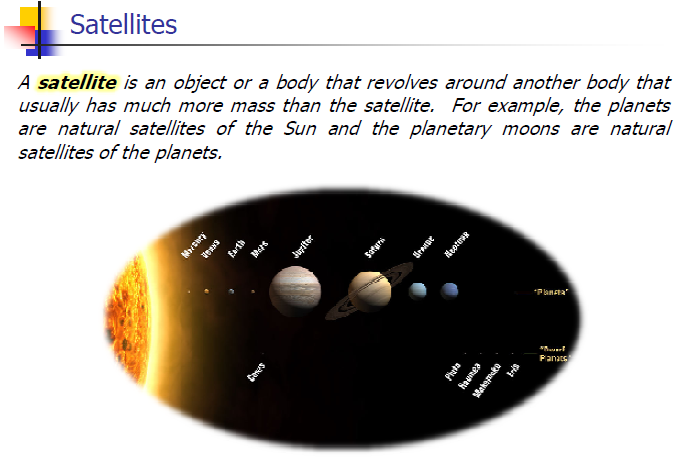 Satellites
A satellite is an object or a body that revolves around another body that
usually has much more mass than the satellite. For example, the planets
are natural satellites of the Sun and the planetary moons are natural
satellites of the planets.
Mercury
Venus
Earth
Mars
Jupiter
Saturn
Uranus
Neptune
"Planets"
"Dwarf
Planets"
Ceres
Pluto
Haumea
Makemake
Eris